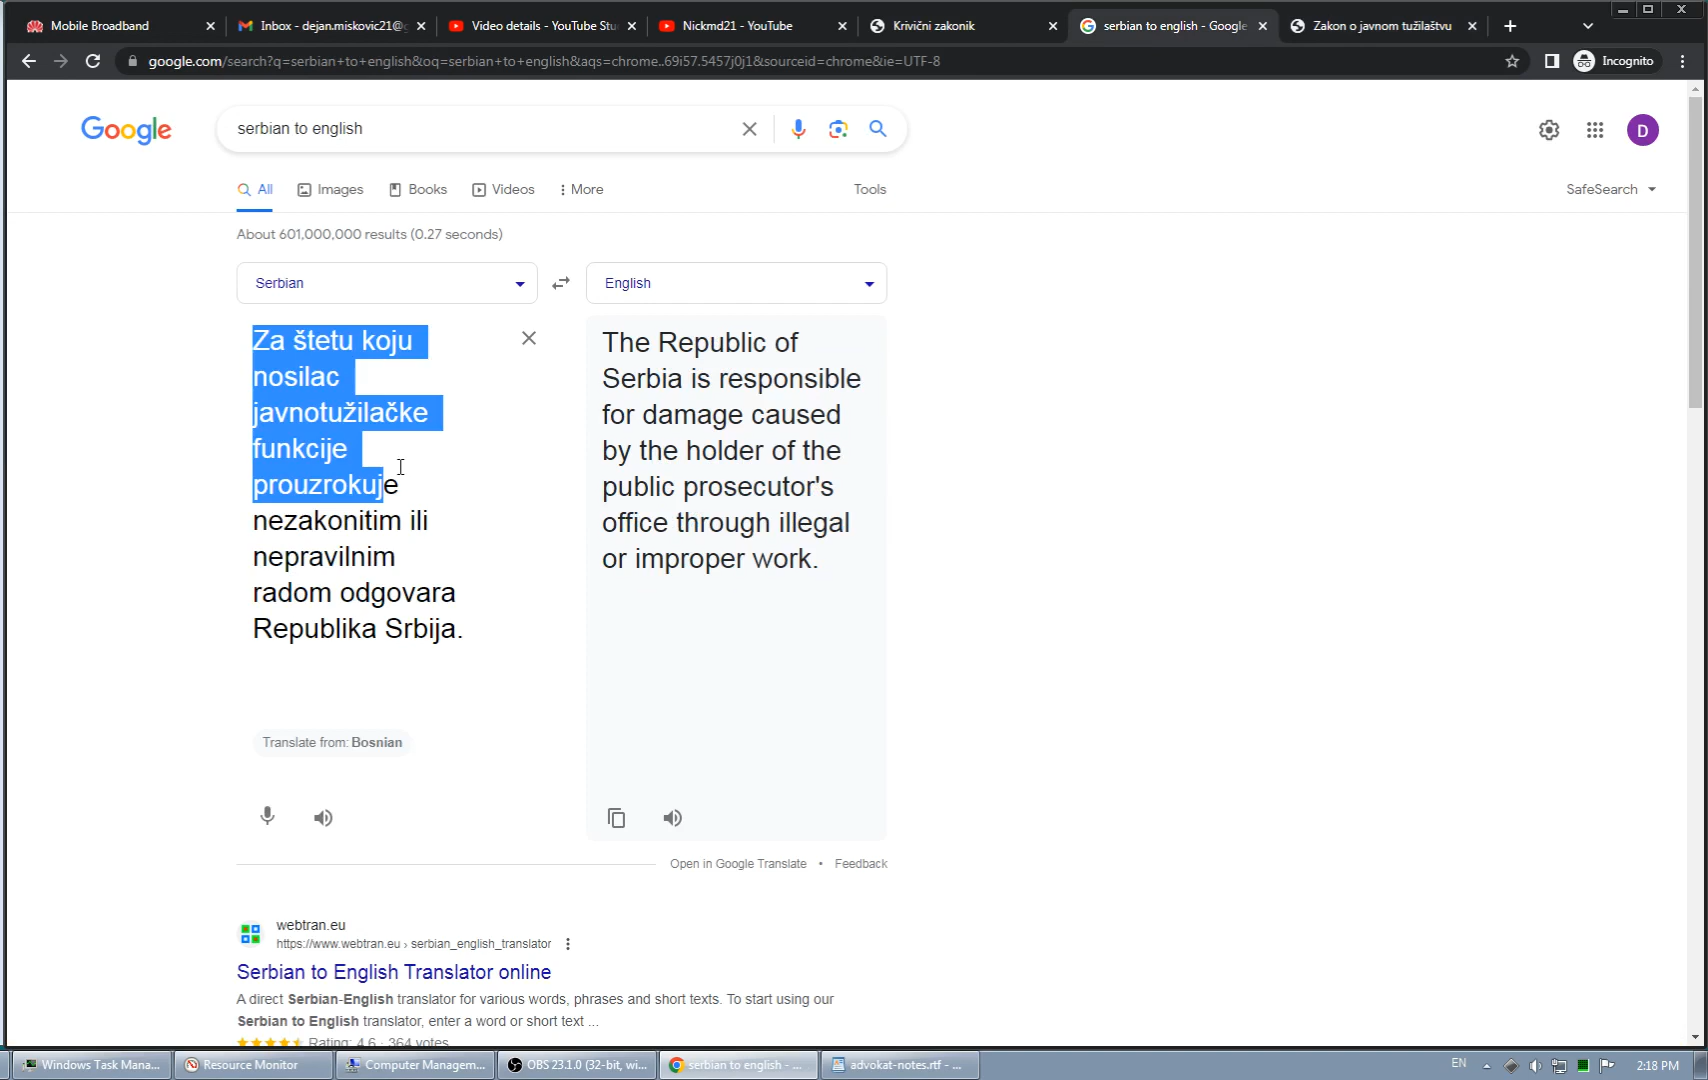 Mobile Broadband
Inbox - dejan.miskovic21@g
Video details - YouTube Stu
Nickmd21 - YouTube
Krivični zakonik
serbian to english - Google
Zakon o javnom tužilaštvu
google.com/search?q=serbian+to+english&oq=serbian+to+english&aqs=chrome..69i57.5457j0j1&sourceid=chrome&ie=UTF-8
Incognito
Google
serbian to english
D
All
Images
Books
Videos
More
Tools
SafeSearch
About 601,000,000 results (0.27 seconds)
Serbian
English
Za štetu koju
nosilac
javnotužilačke
funkcije
prouzrokuje
nezakonitim ili
nepravilnim
radom odgovara
Republika Srbija.
The Republic of
Serbia is responsible
for damage caused
by the holder of the
public prosecutor's
office through illegal
or improper work.
Translate from: Bosnian
Open in Google Translate • Feedback
webtran.eu
https://www.webtran.eu › serbian_english_translator
Serbian to English Translator online
A direct Serbian-English translator for various words, phrases and short texts. To start using our
Serbian to English translator, enter a word or short text ...
Rating: 4.6 · 364 votes
Windows Task Mana...
Resource Monitor
Computer Managem...
OBS 23.1.0 (32-bit, wi...
serbian to english - ...
advokat-notes.rtf - ...
EN
2:18 PM